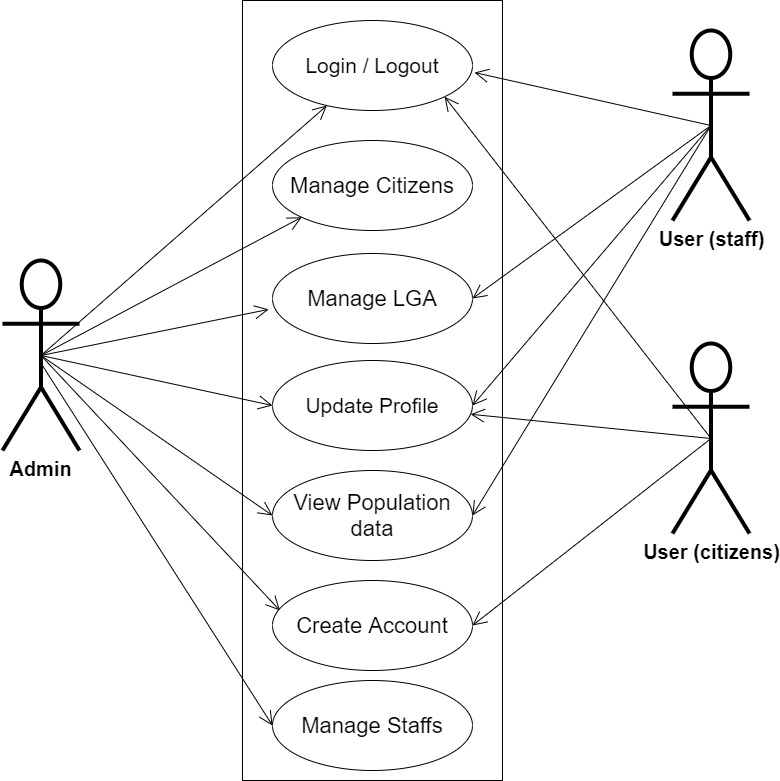 Login / Logout
Manage Citizens
User (staff)
Manage LGA
Update Profile
Admin
View Population
data
User (citizens)
Create Account
Manage Staffs